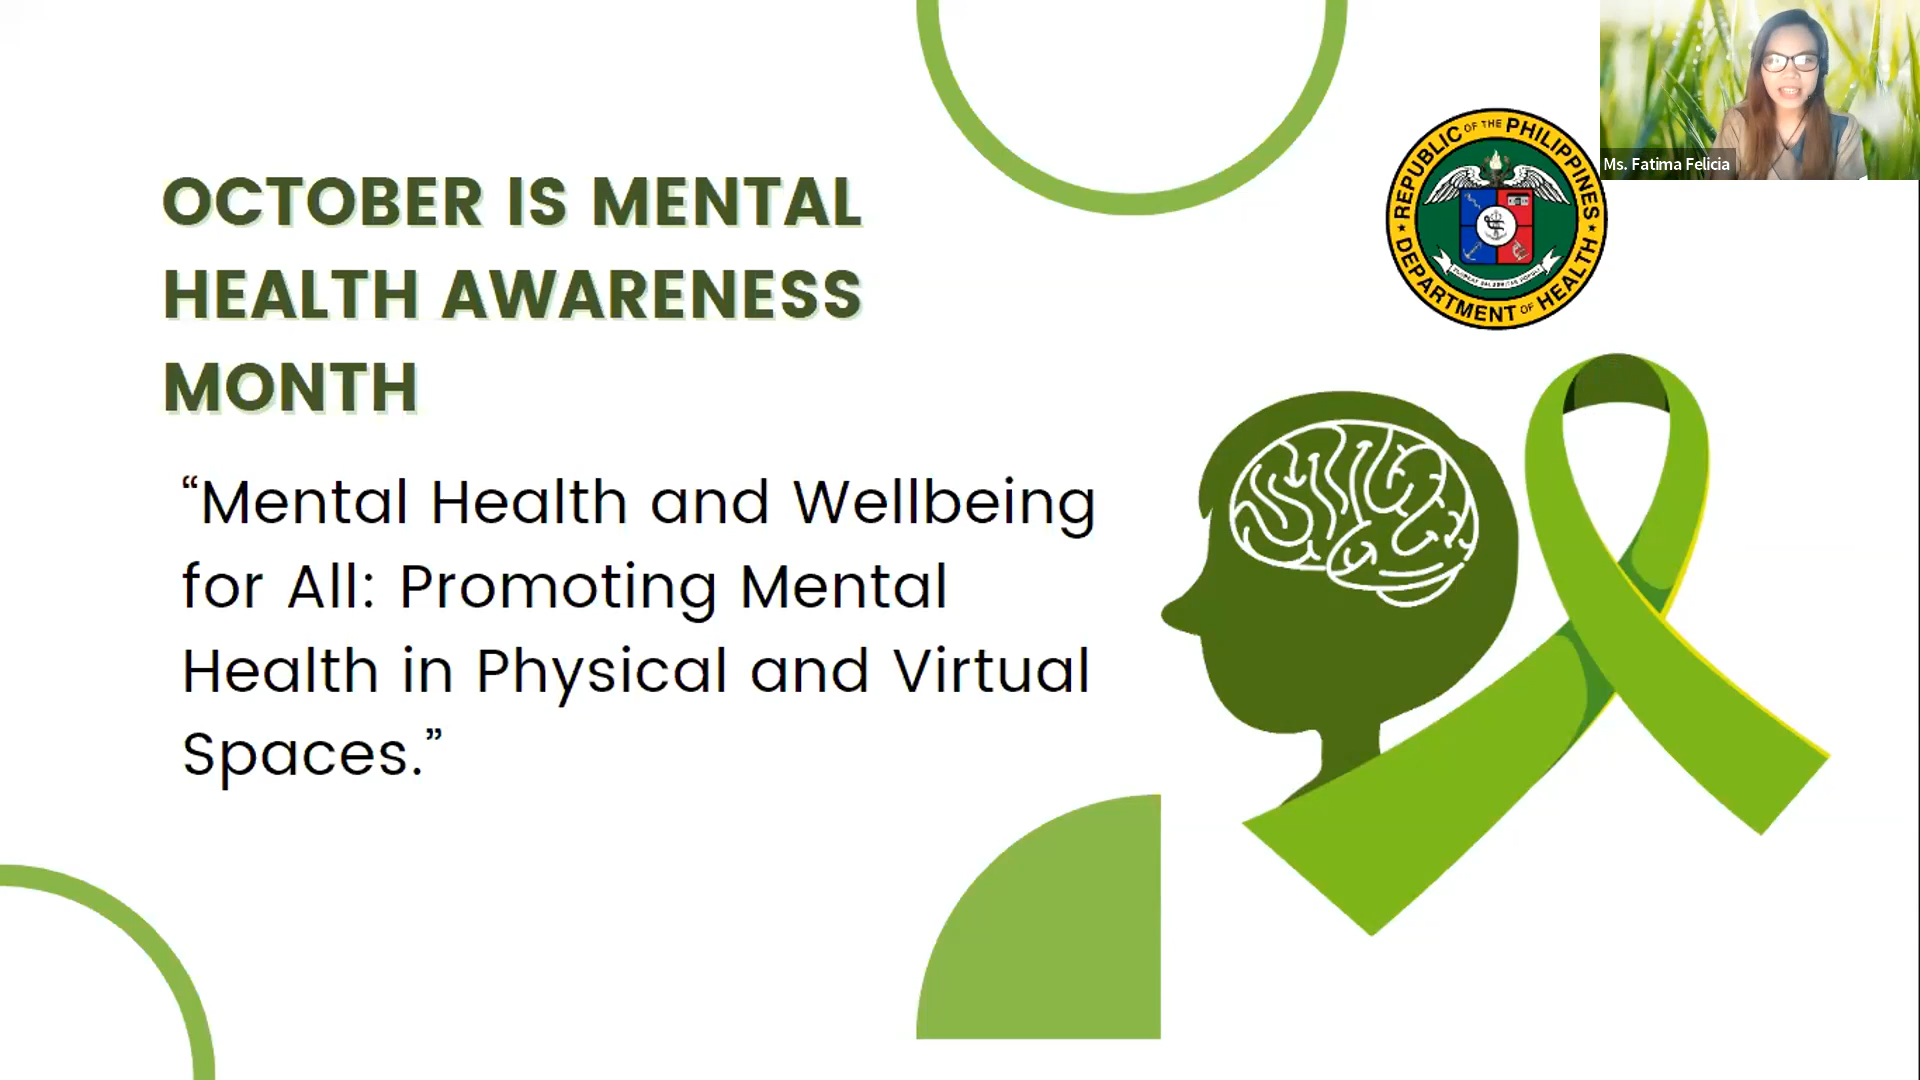 OCTOBER IS MENTAL
HEALTH AWARENESS
MONTH
“Mental Health and Wellbeing
for All: Promoting Mental
Health in Physical and Virtual
Spaces.”
REPUBLIC OF THE PHILIPPINES
DEPARTMENT OF HEALTH
Ms. Fatima Felicia